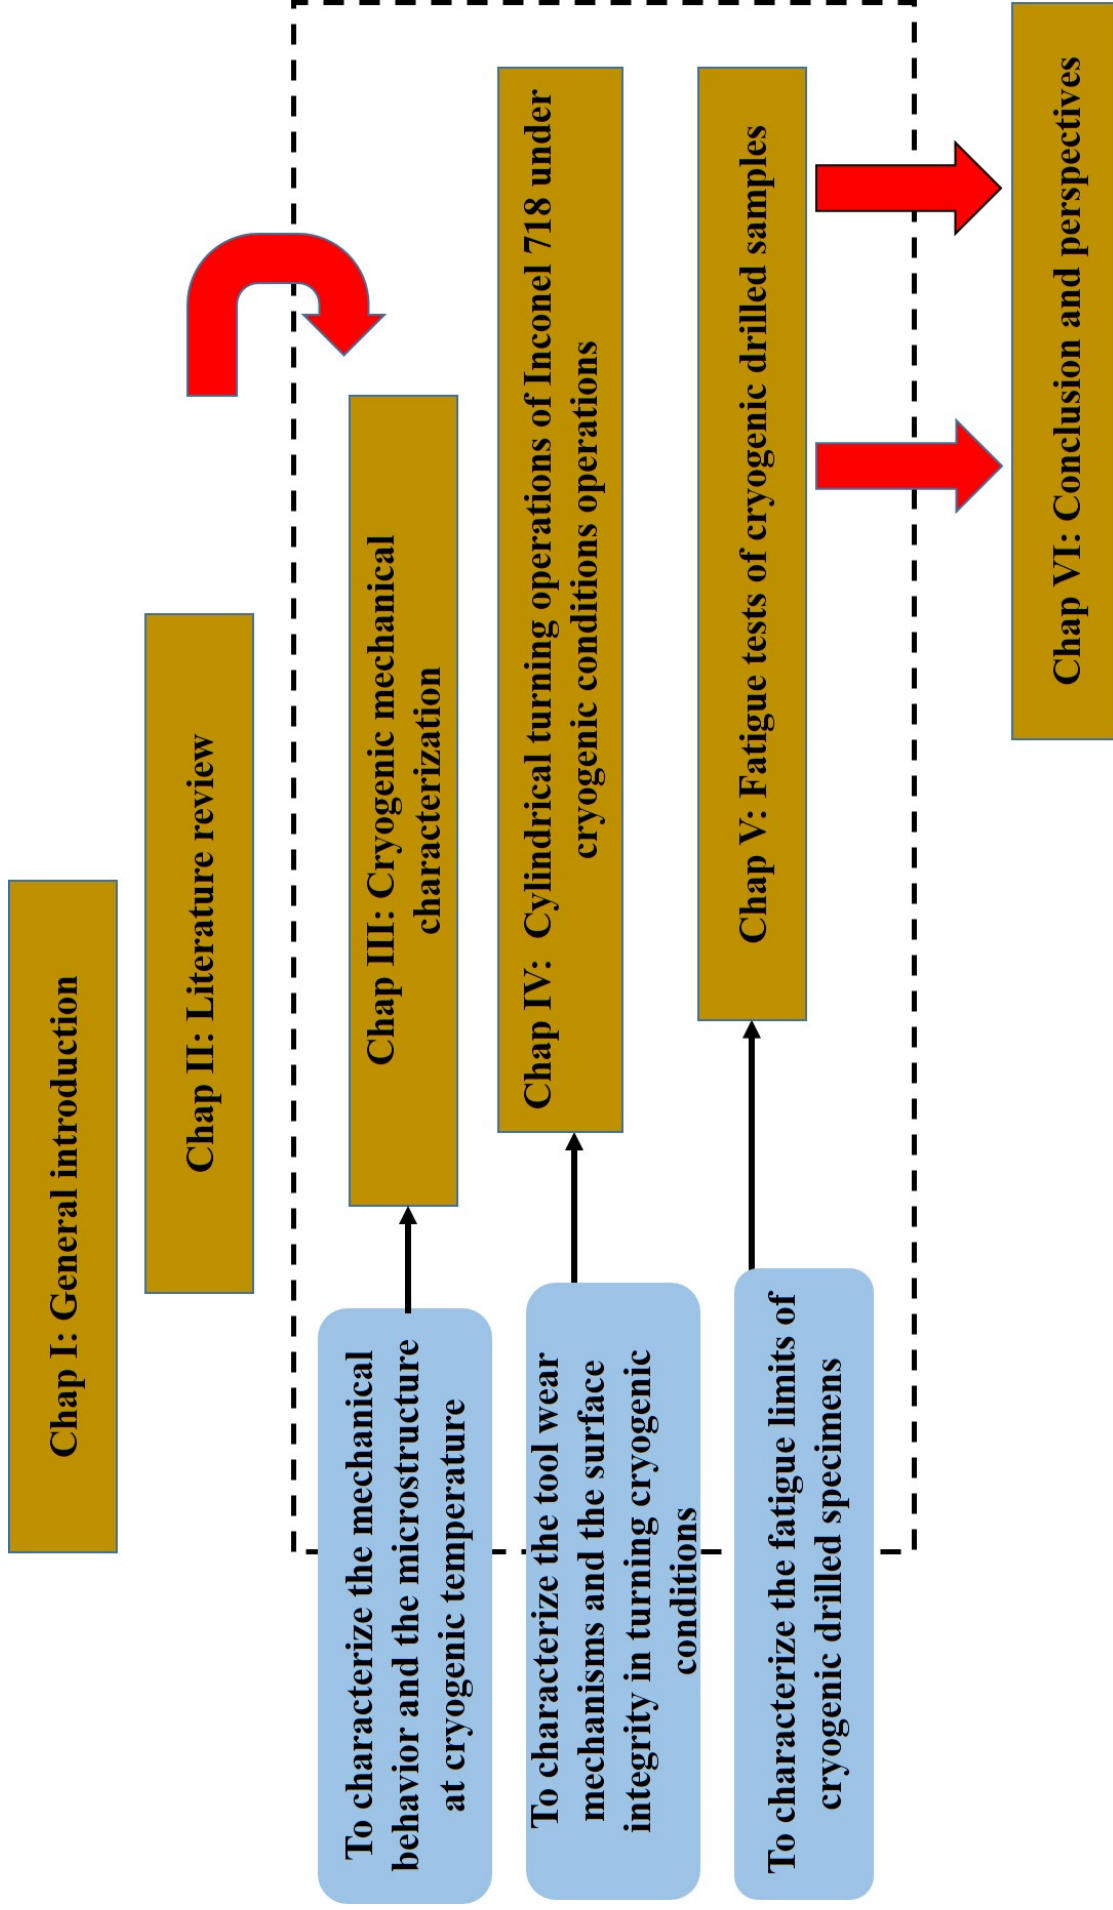 Chap I: General introduction
Chap II: Literature review
To characterize the mechanical
behavior and the microstructure
at cryogenic temperature
Chap III: Cryogenic mechanical
characterization
To characterize the tool wear
mechanisms and the surface
integrity in turning cryogenic
conditions
Chap IV: Cylindrical turning operations of Inconel 718 under
cryogenic conditions operations
To characterize the fatigue limits of
cryogenic drilled specimens
Chap V: Fatigue tests of cryogenic drilled samples
Chap VI: Conclusion and perspectives